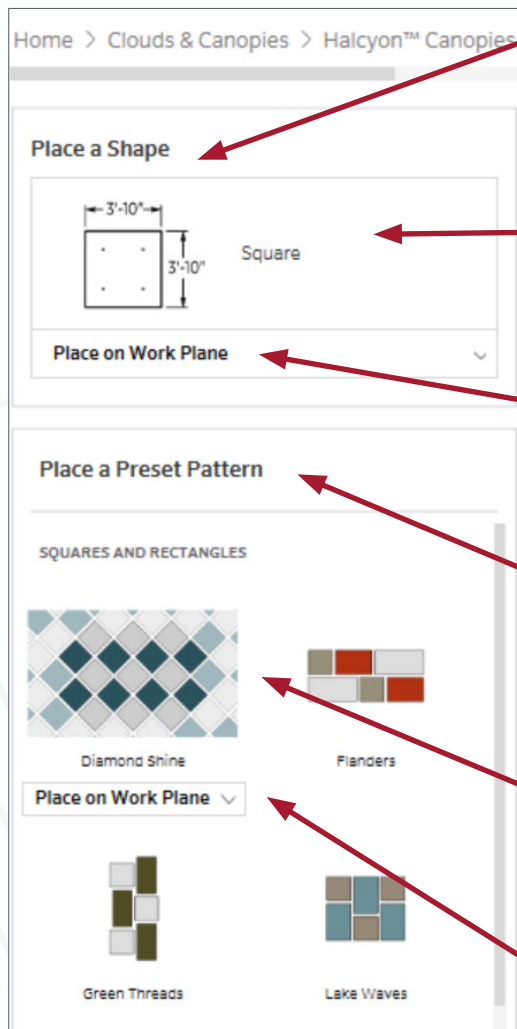 Home > Clouds & Canopies > Halcyon™ Canopies
Place a Shape
3'-10"
3'-10"
Square
Place on Work Plane
Place a Preset Pattern
SQUARES AND RECTANGLES
Diamond Shine
Flanders
Place on Work Plane
Green Threads
Lake Waves